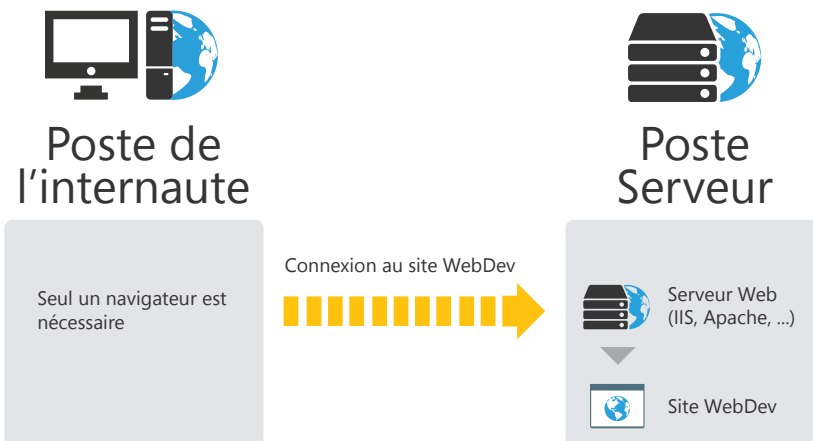 Poste de
l’internaute
Poste
Serveur
Seul un navigateur est
nécessaire
Connexion au site WebDev
Serveur Web
(IIS, Apache, ...)
Site WebDev